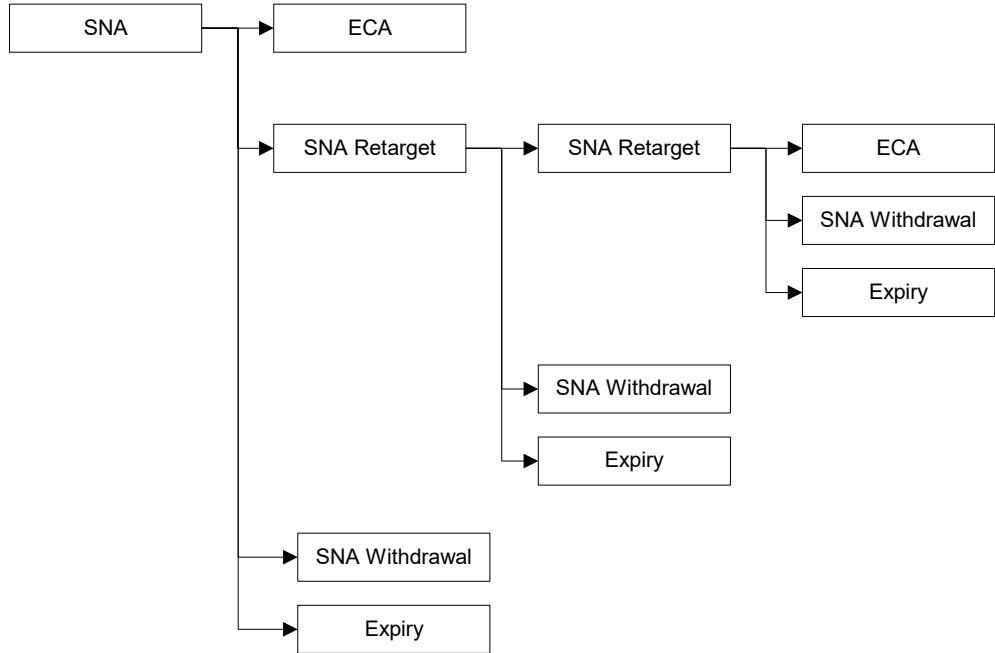 SNA
ECA
SNA Retarget
SNA Retarget
ECA
SNA Withdrawal
Expiry
SNA Withdrawal
Expiry
SNA Withdrawal
Expiry